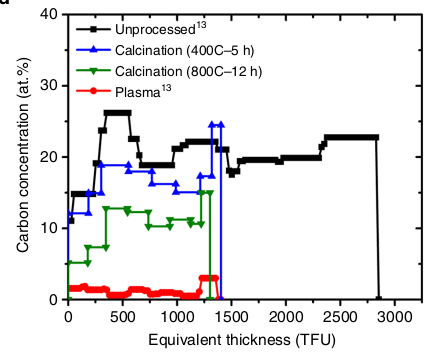 40
30
20
10
0
Carbon concentration (at.%)
Unprocessed13
Calcination (400C–5 h)
Calcination (800C–12 h)
Plasma13
0 500 1000 1500 2000 2500 3000
Equivalent thickness (TFU)